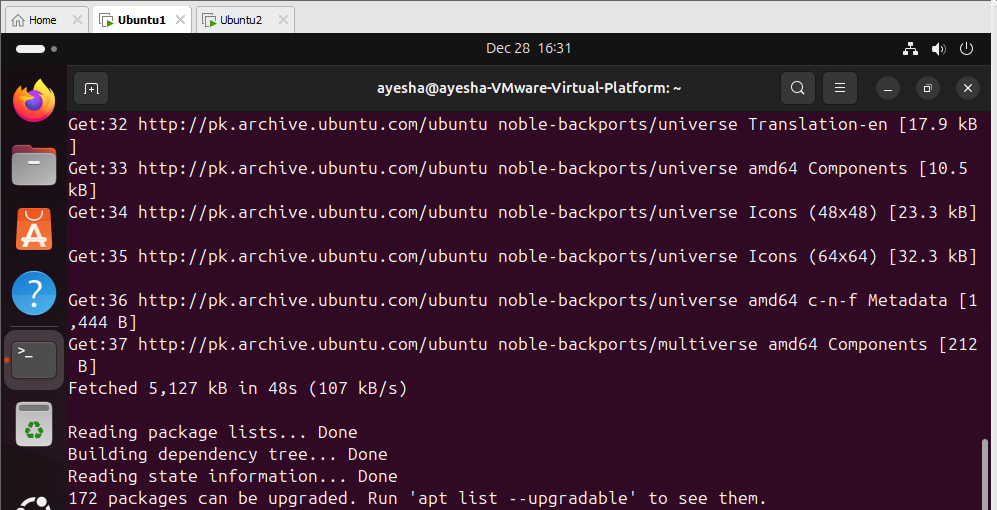 Home
Ubuntu1
Ubuntu2
Dec 28 16:31
ayesha@ayesha-VMware-Virtual-Platform: ~
Get:32 http://pk.archive.ubuntu.com/ubuntu noble-backports/universe Translation-en [17.9 kB
]
Get:33 http://pk.archive.ubuntu.com/ubuntu noble-backports/universe amd64 Components [10.5
kB]
Get:34 http://pk.archive.ubuntu.com/ubuntu noble-backports/universe Icons (48x48) [23.3 kB]
Get:35 http://pk.archive.ubuntu.com/ubuntu noble-backports/universe Icons (64x64) [32.3 kB]
Get:36 http://pk.archive.ubuntu.com/ubuntu noble-backports/universe amd64 c-n-f Metadata [1
,444 B]
Get:37 http://pk.archive.ubuntu.com/ubuntu noble-backports/multiverse amd64 Components [212
B]
Fetched 5,127 kB in 48s (107 kB/s)
Reading package lists... Done
Building dependency tree... Done
Reading state information... Done
172 packages can be upgraded. Run 'apt list --upgradable' to see them.